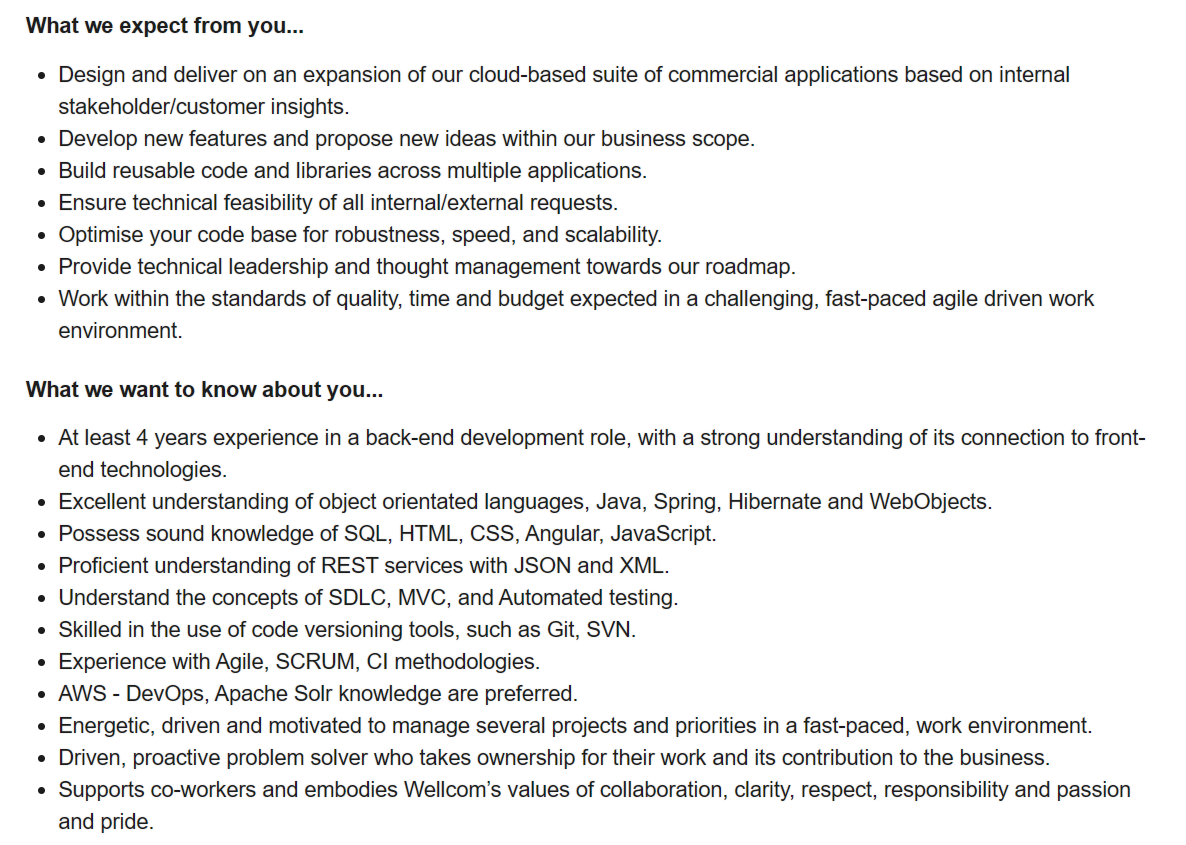 What we expect from you...
• Design and deliver on an expansion of our cloud-based suite of commercial applications based on internal
stakeholder/customer insights.
• Develop new features and propose new ideas within our business scope.
• Build reusable code and libraries across multiple applications.
• Ensure technical feasibility of all internal/external requests.
• Optimise your code base for robustness, speed, and scalability.
• Provide technical leadership and thought management towards our roadmap.
• Work within the standards of quality, time and budget expected in a challenging, fast-paced agile driven work
environment.
What we want to know about you...
• At least 4 years experience in a back-end development role, with a strong understanding of its connection to front-
end technologies.
• Excellent understanding of object orientated languages, Java, Spring, Hibernate and WebObjects.
• Possess sound knowledge of SQL, HTML, CSS, Angular, JavaScript.
• Proficient understanding of REST services with JSON and XML.
• Understand the concepts of SDLC, MVC, and Automated testing.
• Skilled in the use of code versioning tools, such as Git, SVN.
• Experience with Agile, SCRUM, CI methodologies.
• AWS - DevOps, Apache Solr knowledge are preferred.
• Energetic, driven and motivated to manage several projects and priorities in a fast-paced, work environment.
• Driven, proactive problem solver who takes ownership for their work and its contribution to the business.
• Supports co-workers and embodies Wellcom’s values of collaboration, clarity, respect, responsibility and passion
and pride.